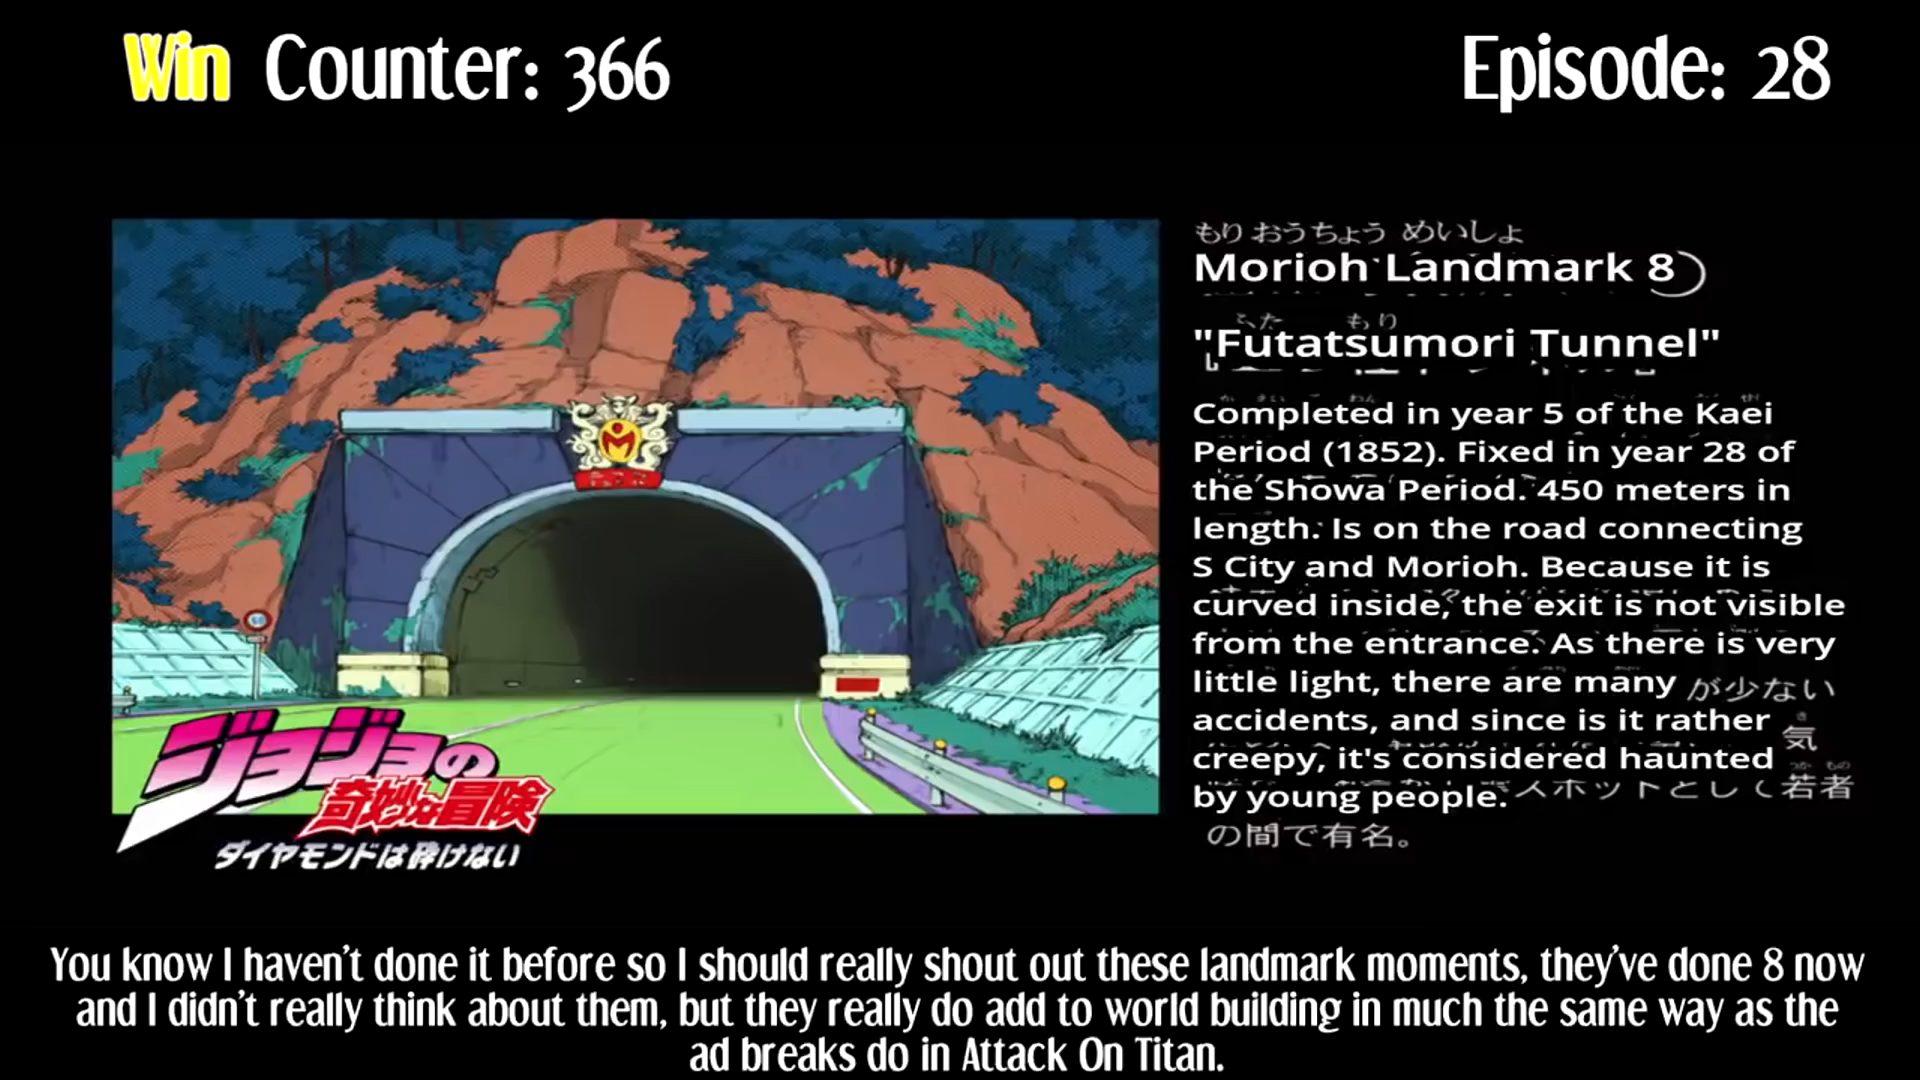 Win Counter: 366
Episode: 28
もりおうちょう めいしょ
Morioh Landmark 8
ふた もり
"Futatsumori Tunnel"
Completed in year 5 of the Kaei
Period (1852). Fixed in year 28 of
the Showa Period. 450 meters in
length. Is on the road connecting
S City and Morioh. Because it is
curved inside, the exit is not visible
from the entrance. As there is very
little light, there are many が少ない
accidents, and since is it rather 気
creepy, it's considered haunted
by young people. スホットとして若者
の間で有名。
M
ジョジョの
奇妙な冒険
ダイヤモンドは砕けない
You know I haven't done it before so I should really shout out these landmark moments, they've done 8 now
and I didn't really think about them, but they really do add to world building in much the same way as the
ad breaks do in Attack On Titan.